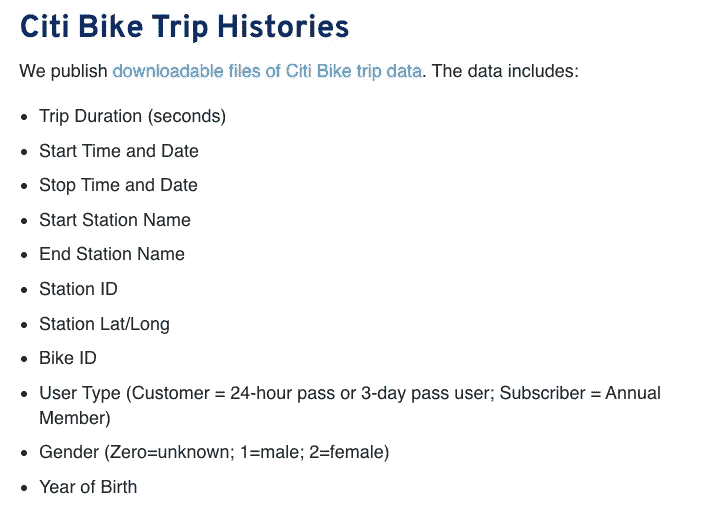 Citi Bike Trip Histories
We publish downloadable files of Citi Bike trip data. The data includes:
• Trip Duration (seconds)
• Start Time and Date
• Stop Time and Date
• Start Station Name
• End Station Name
• Station ID
• Station Lat/Long
• Bike ID
• User Type (Customer = 24-hour pass or 3-day pass user; Subscriber = Annual
Member)
• Gender (Zero=unknown; 1=male; 2=female)
• Year of Birth